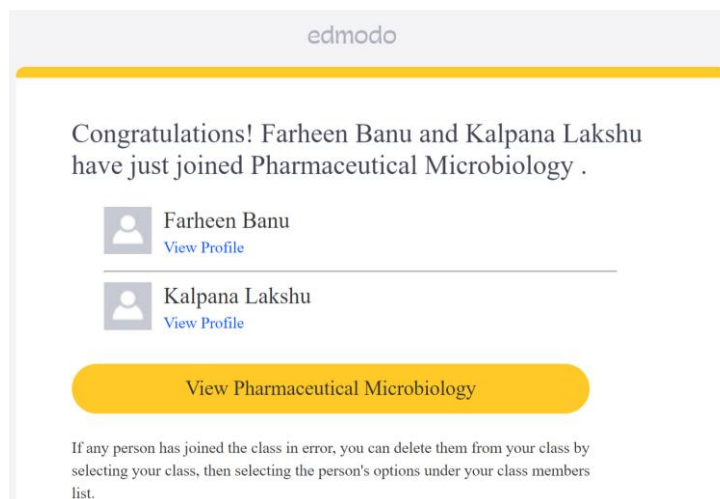 edmodo
Congratulations! Farheen Banu and Kalpana Lakshu
have just joined Pharmaceutical Microbiology .
Farheen Banu
View Profile
Kalpana Lakshu
View Profile
View Pharmaceutical Microbiology
If any person has joined the class in error, you can delete them from your class by
selecting your class, then selecting the person's options under your class members
list.